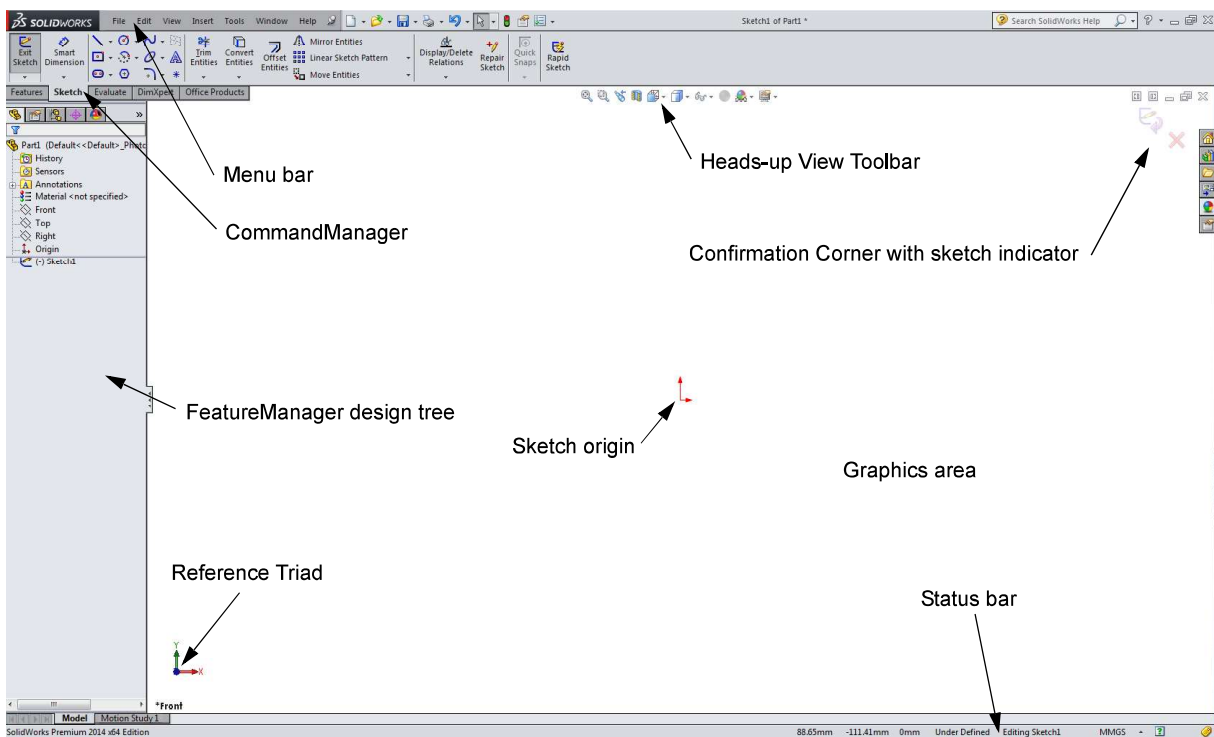 SOLIDWORKS File Edit View Insert Tools Window Help Sketch1 of Part1 * Search SolidWorks Help
Exit Sketch
Smart Dimension
Trim Entities
Convert Entities
Offset Entities
Mirror Entities
Linear Sketch Pattern
Move Entities
Display/Delete Relations
Repair Sketch
Quick Snaps
Rapid Sketch
Features Sketch Evaluate DimXpert Office Products
Part1 (Default<<Default>_Photo
History
Sensors
Annotations
Material <not specified>
Front
Top
Right
Origin
(-) Sketch1
Menu bar
CommandManager
Heads-up View Toolbar
Confirmation Corner with sketch indicator
FeatureManager design tree
Sketch origin
Graphics area
Reference Triad
Status bar
Y
X
*Front
Model Motion Study 1
SolidWorks Premium 2014 x64 Edition 88.65mm -111.41mm 0mm Under Defined Editing Sketch1 MMGS